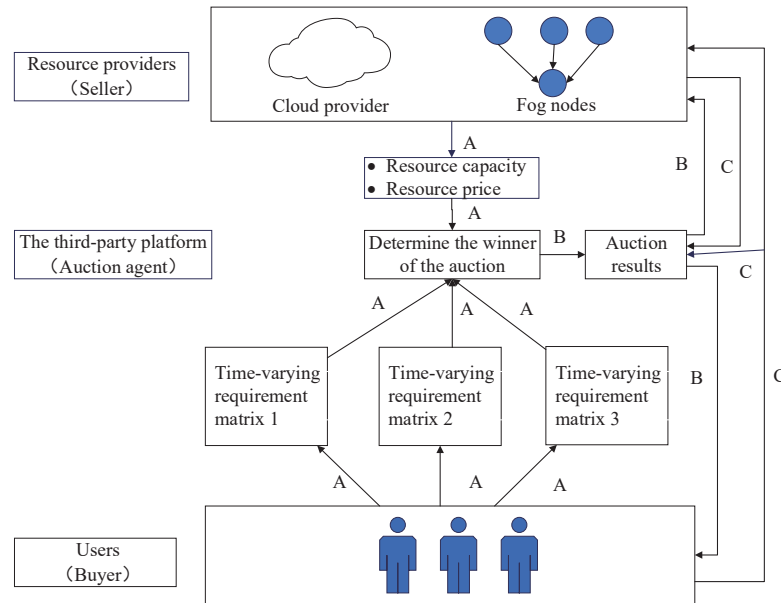 Resource providers
（Seller）
Cloud provider
Fog nodes
A
• Resource capacity
• Resource price
B
C
A
The third-party platform
（Auction agent）
Determine the winner
of the auction
B
Auction
results
C
A
A
A
Time-varying
requirement
matrix 1
Time-varying
requirement
matrix 2
Time-varying
requirement
matrix 3
B
C
A
A
A
Users
（Buyer）